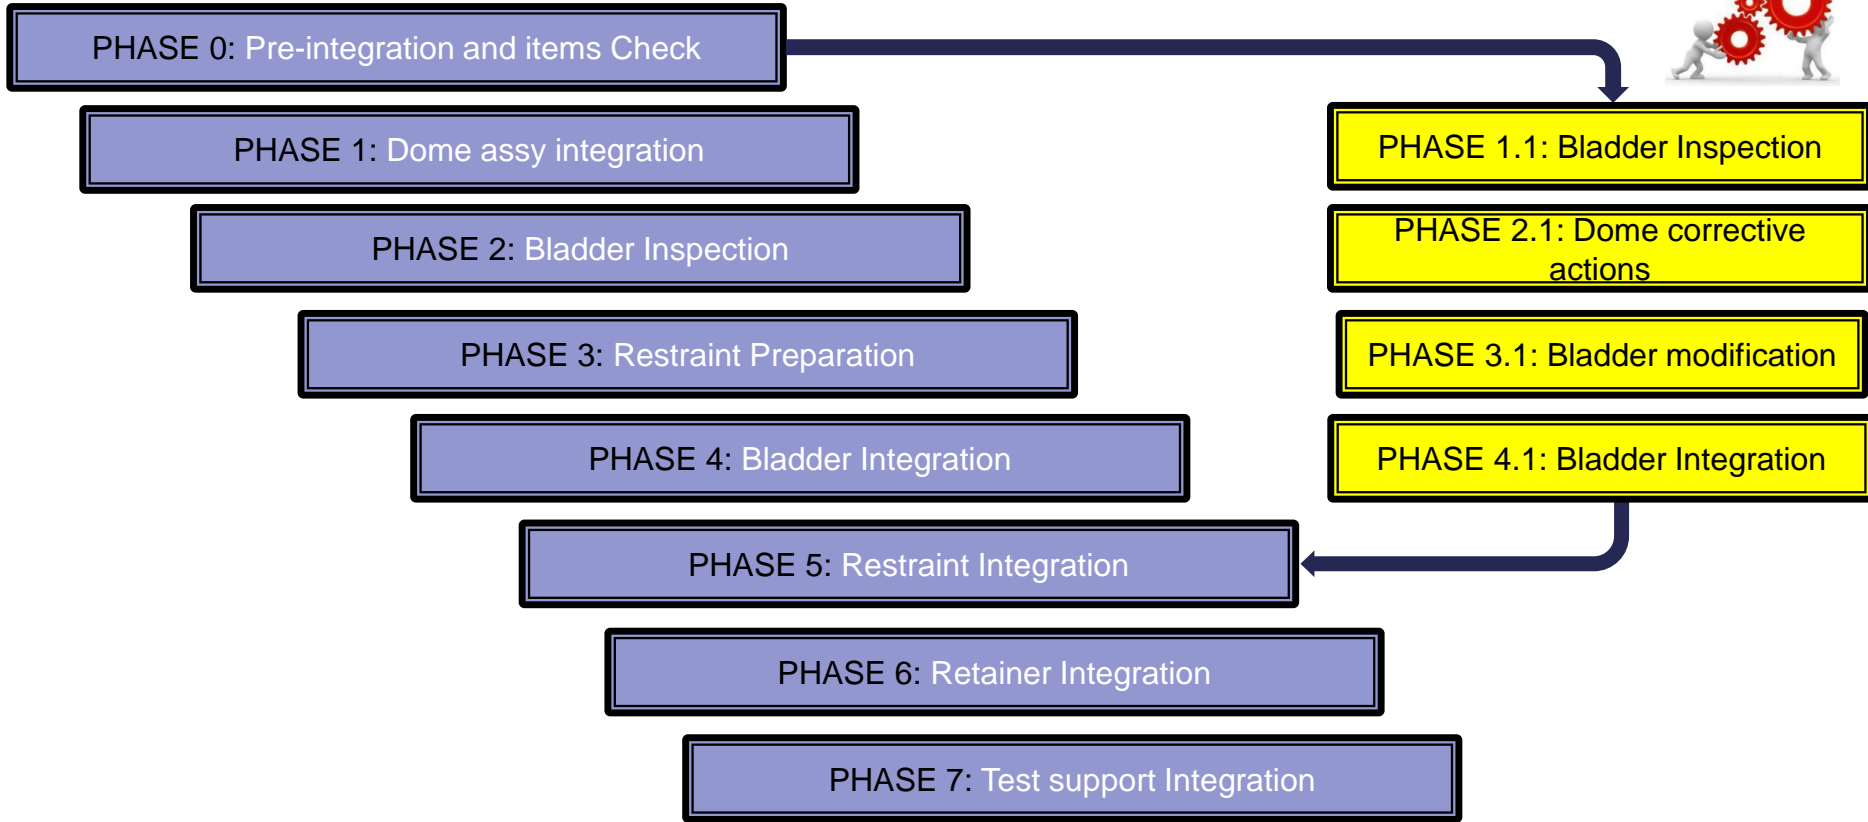 PHASE 0: Pre-integration and items Check
PHASE 1: Dome assy integration
PHASE 2: Bladder Inspection
PHASE 3: Restraint Preparation
PHASE 4: Bladder Integration
PHASE 5: Restraint Integration
PHASE 6: Retainer Integration
PHASE 7: Test support Integration
PHASE 1.1: Bladder Inspection
PHASE 2.1: Dome corrective
actions
PHASE 3.1: Bladder modification
PHASE 4.1: Bladder Integration